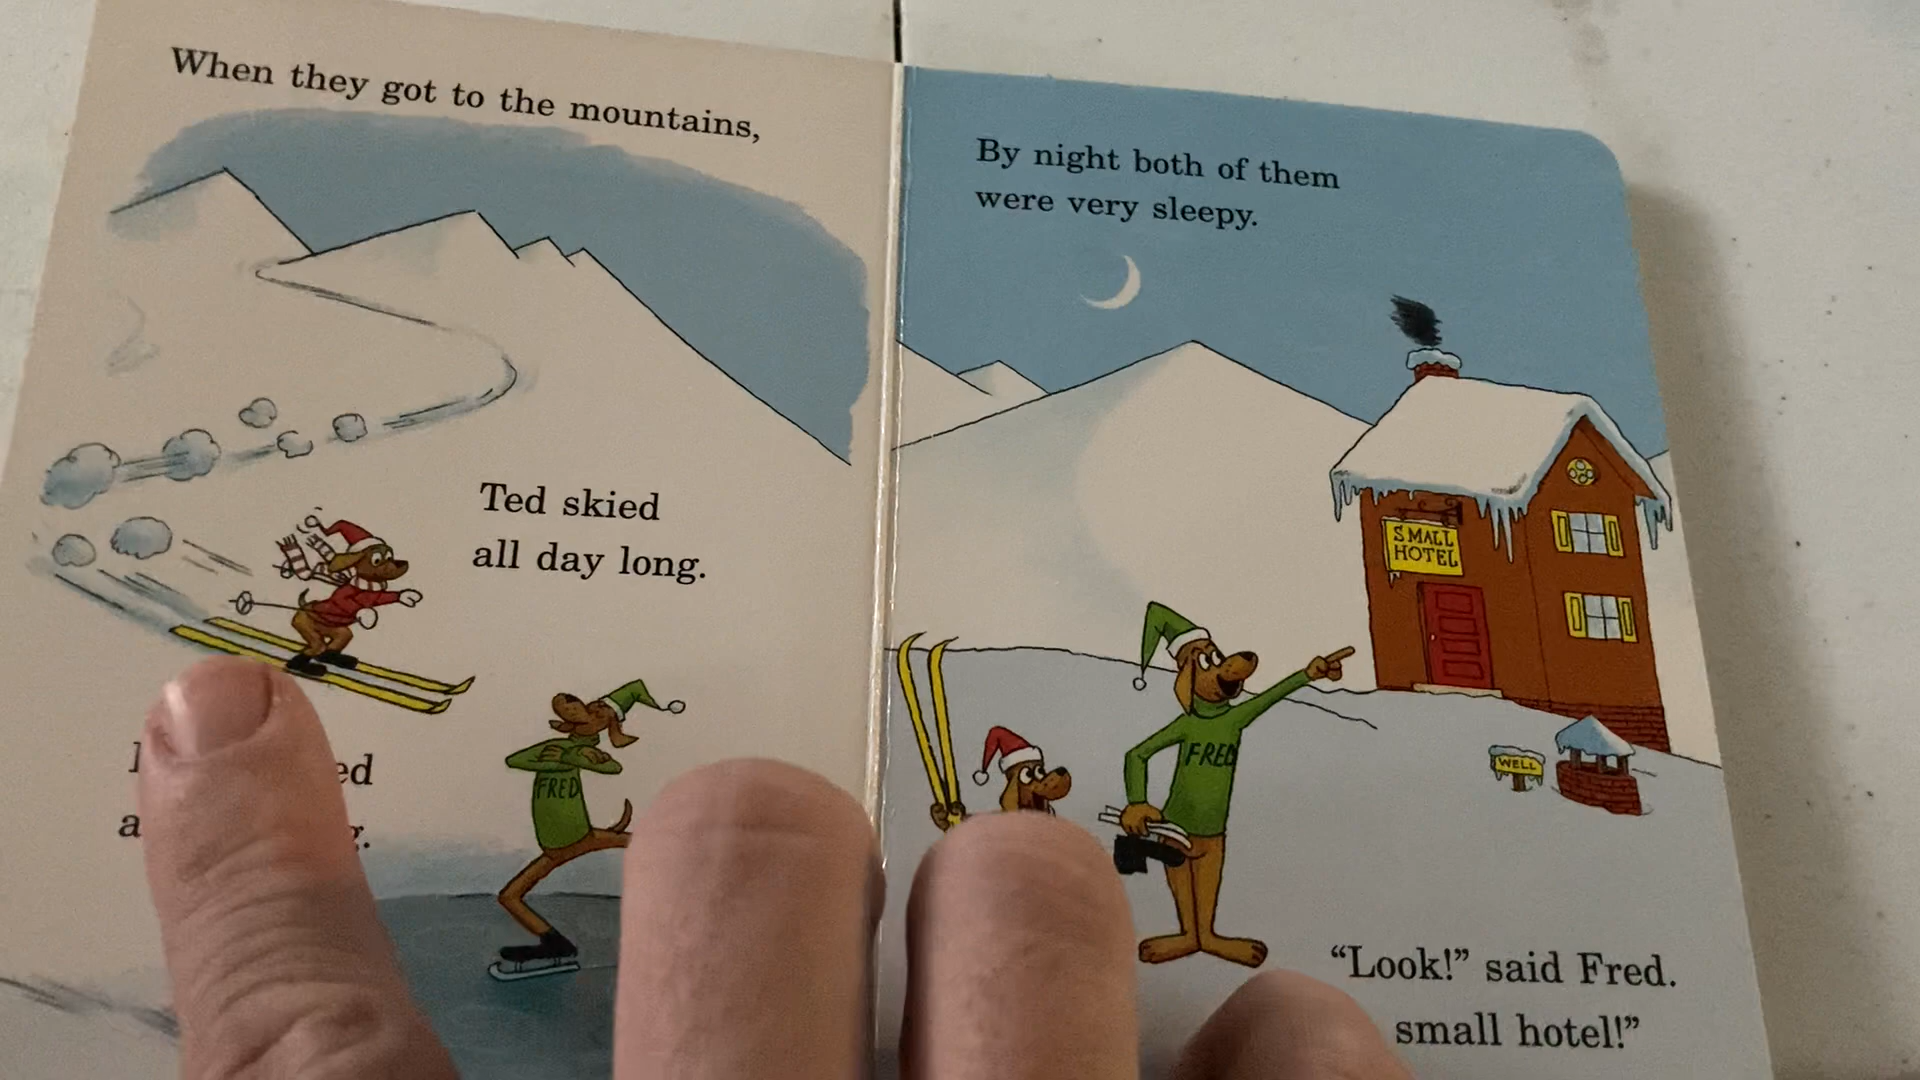 When they got to the mountains,
Ted skied
all day long.
FRED
By night both of them
were very sleepy.
SMALL
HOTEL
FRED
WELL
“Look!” said Fred.
small hotel!”